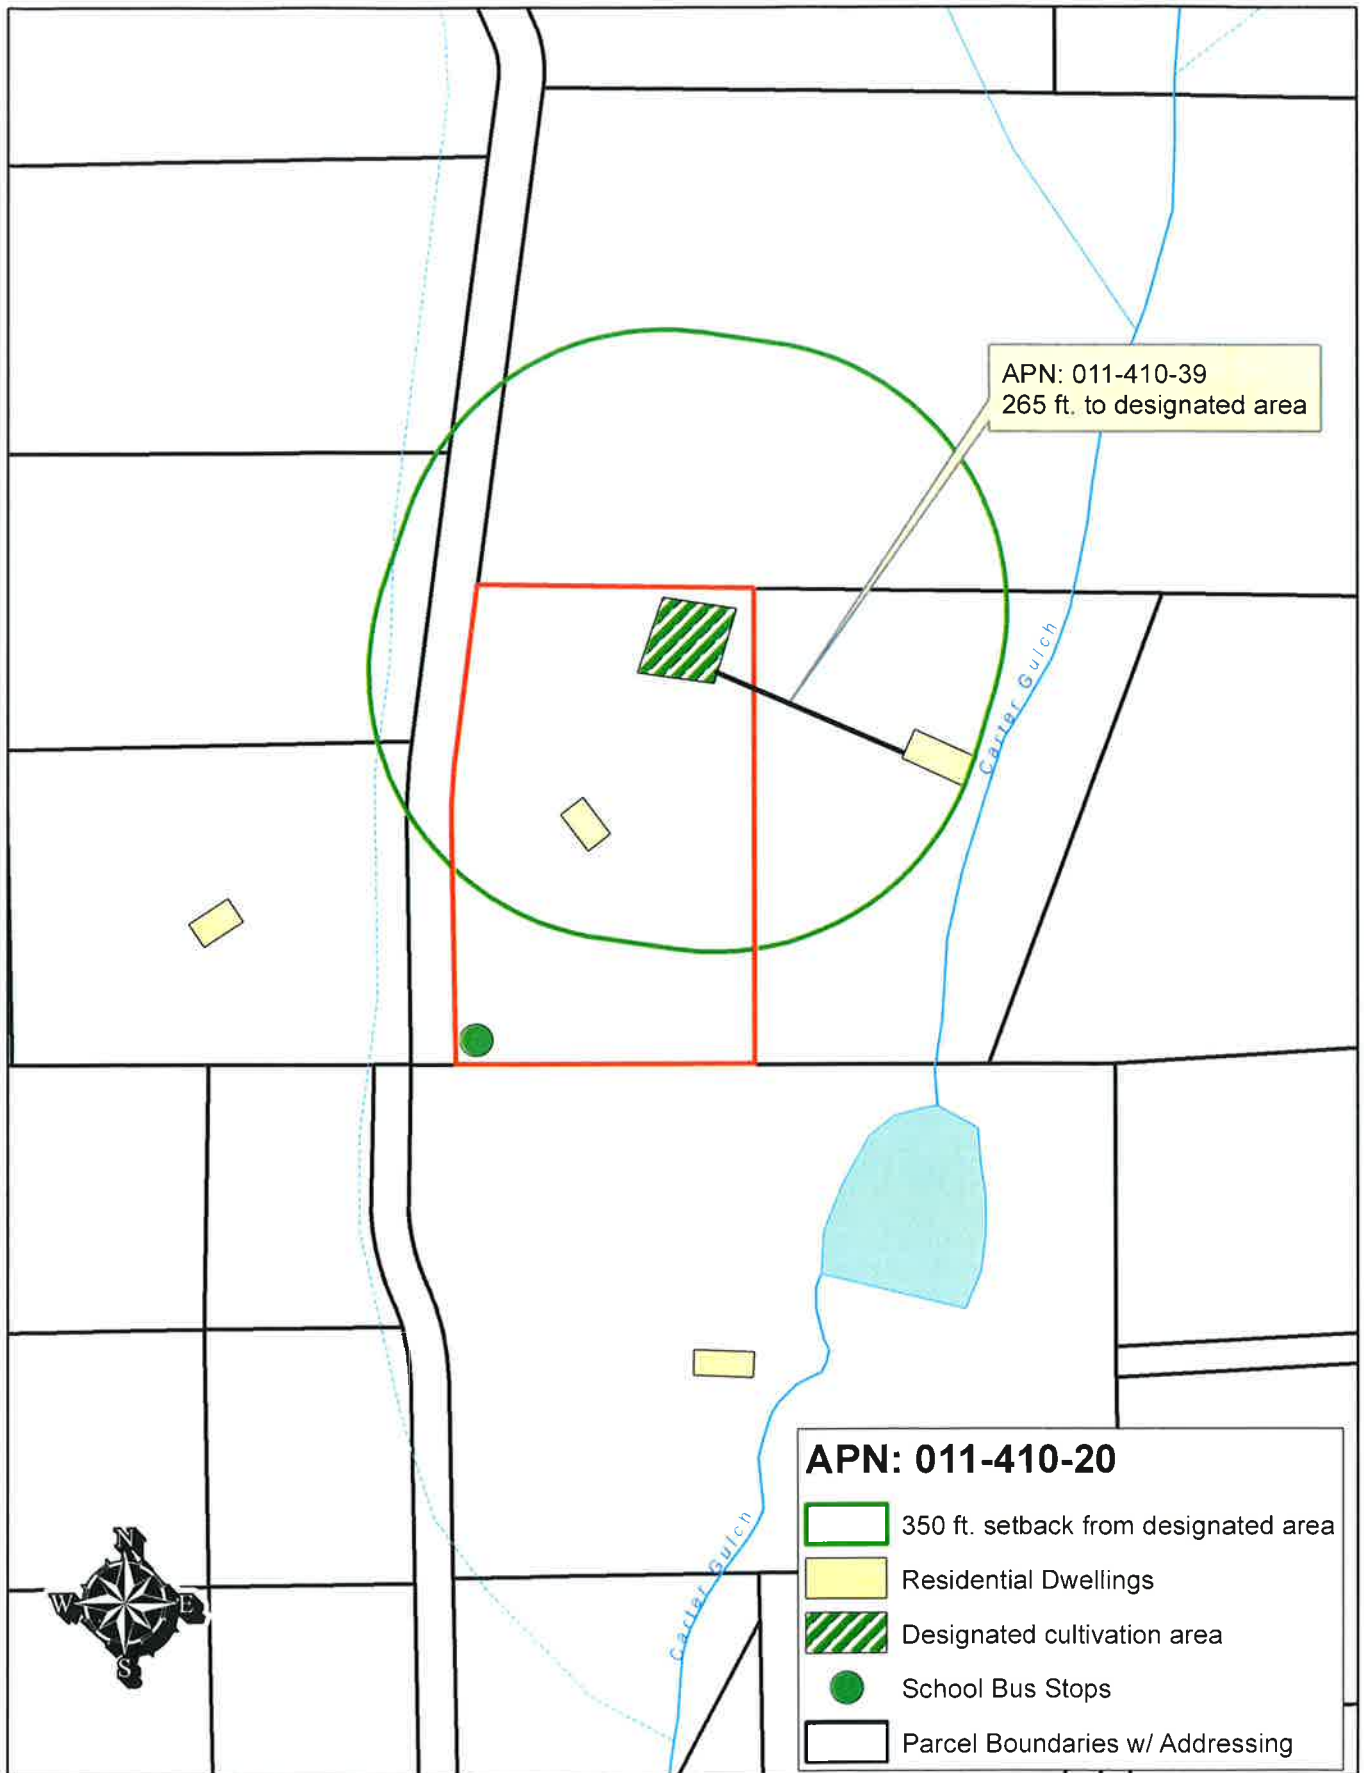 APN: 011-410-39
265 ft. to designated area
Carter Gulch
APN: 011-410-20
350 ft. setback from designated area
Residential Dwellings
Designated cultivation area
School Bus Stops
Parcel Boundaries w/ Addressing
Carter Gulch
N
W
E
S